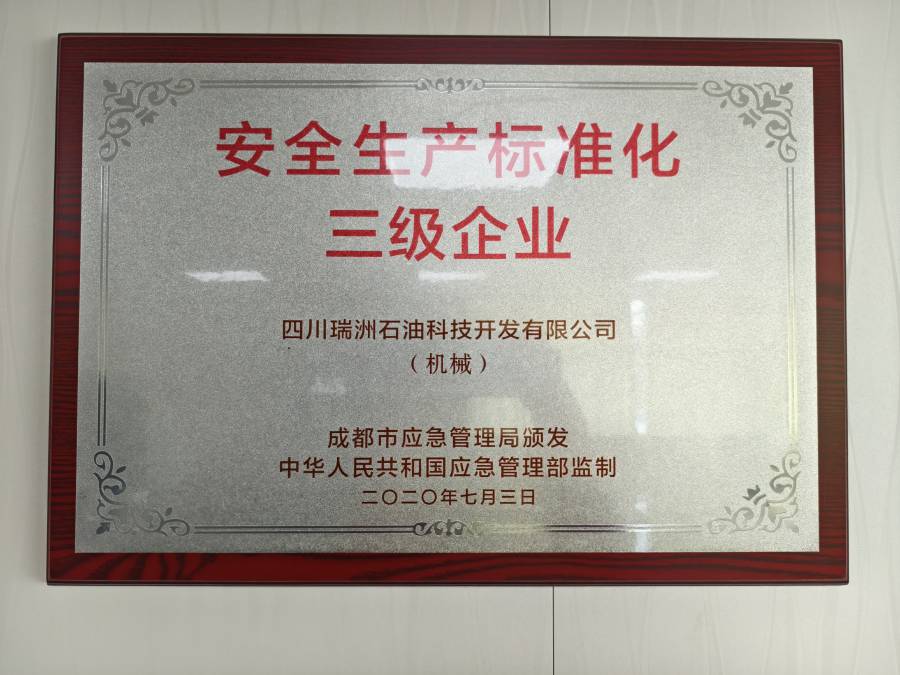 安全生产标准化
三级企业
四川瑞洲石油科技开发有限公司
（机械）
成都市应急管理局颁发
中华人民共和国应急管理部监制
二〇二〇年七月三日